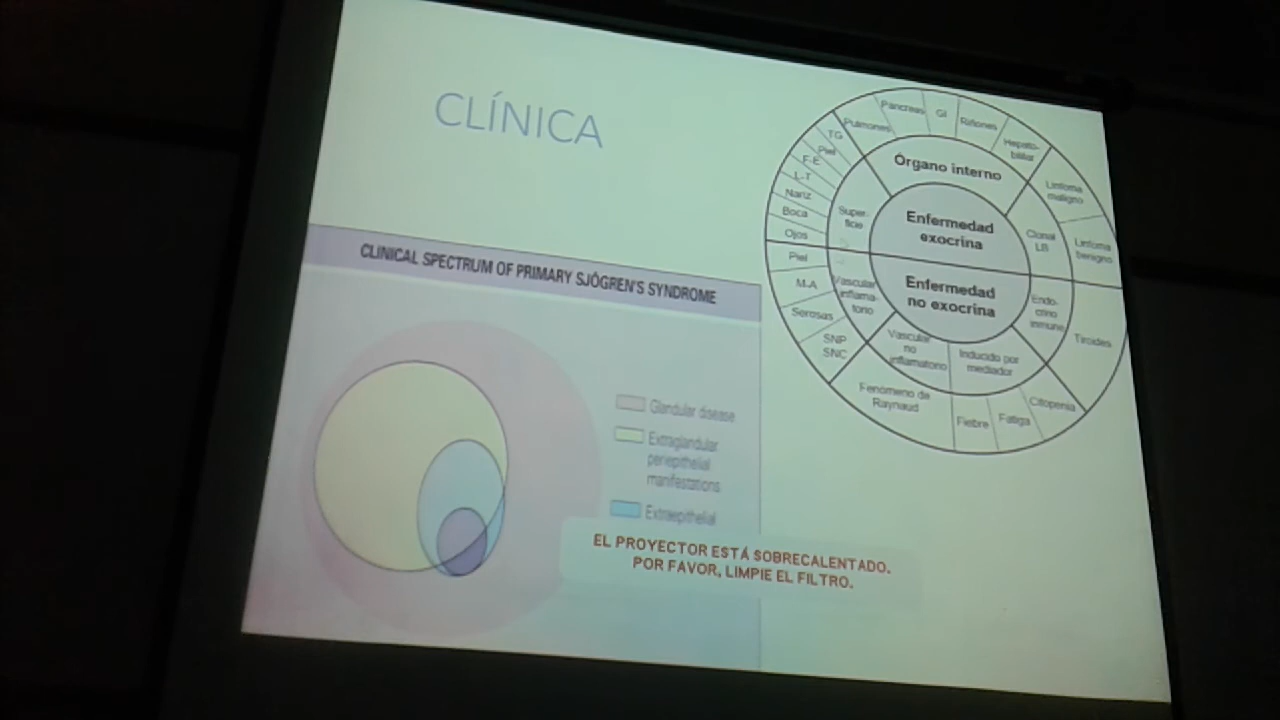 CLÍNICA
CLINICAL SPECTRUM OF PRIMARY SJÖGREN'S SYNDROME
Glandular disease
Extraglandular
periepithelial
manifestations
Extraepithelial
EL PROYECTOR ESTÁ SOBRECALENTADO.
POR FAVOR, LIMPIE EL FILTRO.
Pulmones
Pancreas
GI
Riñones
Hepato-
biliar
Linfoma
maligno
Linfoma
benigno
Tiroides
Citopenia
Fatiga
Fiebre
Fenómeno de
Raynaud
SNP
SNC
Serosas
M-A
Piel
Ojos
Boca
Nariz
L-T
F-E
Piel
TG
Órgano interno
Clonal
LB
Endo-
crino
inmune
Inducido por
mediador
Vascular
no
inflamatorio
Vascular
inflama-
torio
Super-
ficie
Enfermedad
exocrina
Enfermedad
no exocrina